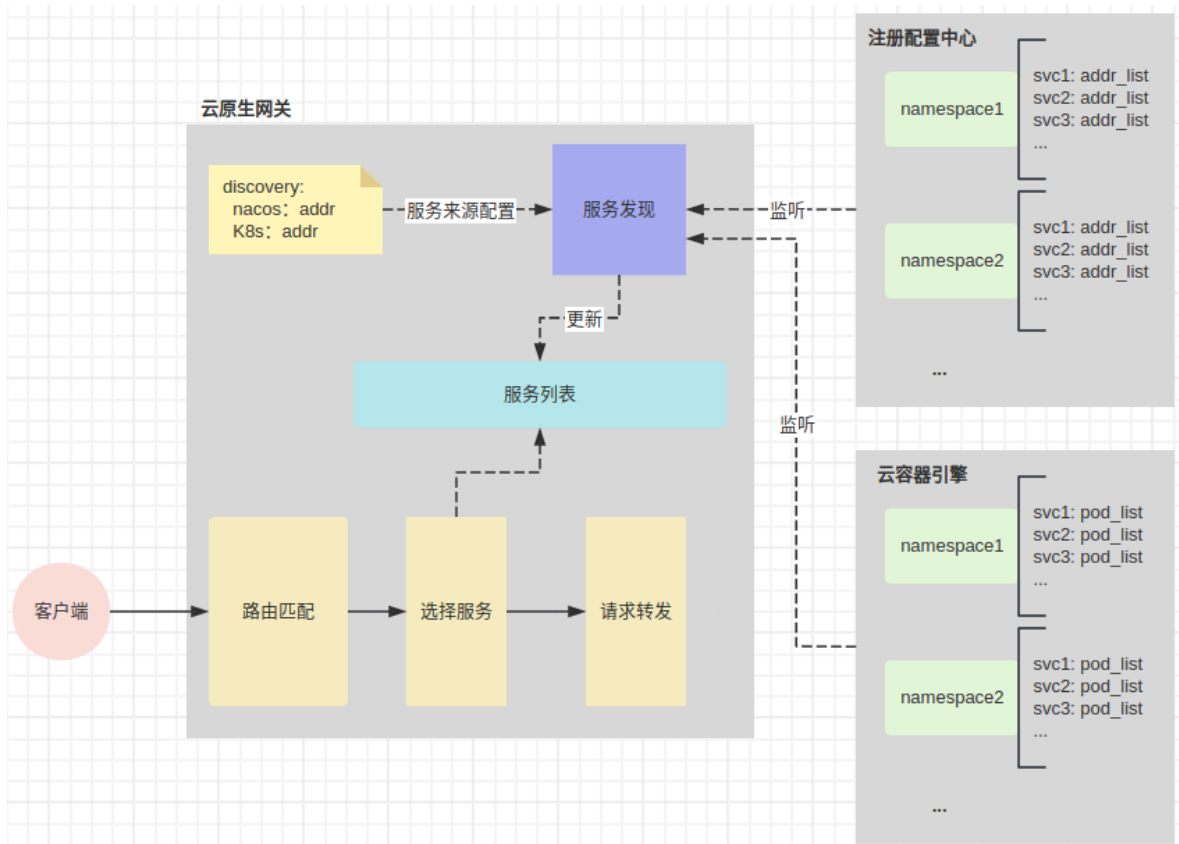 云原生网关
discovery:
nacos：addr
K8s：addr
服务来源配置
服务发现
更新
服务列表
客户端
路由匹配
选择服务
请求转发
监听
监听
注册配置中心
namespace1
svc1: addr_list
svc2: addr_list
svc3: addr_list
...
namespace2
svc1: addr_list
svc2: addr_list
svc3: addr_list
...
...
云容器引擎
namespace1
svc1: pod_list
svc2: pod_list
svc3: pod_list
...
namespace2
svc1: pod_list
svc2: pod_list
svc3: pod_list
...
...